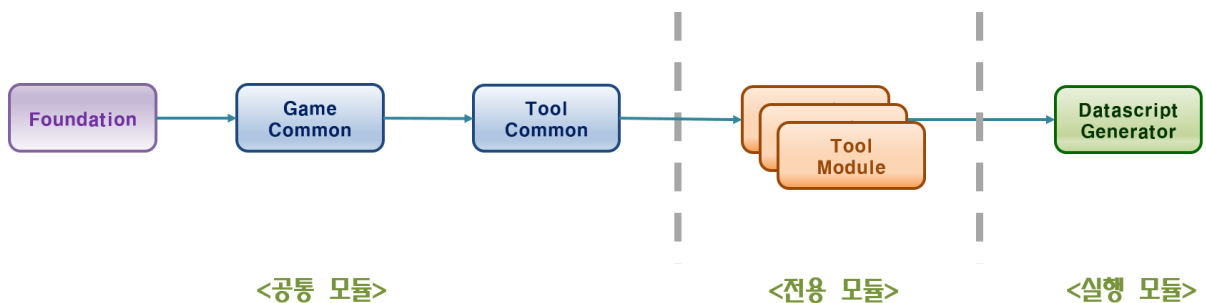 Foundation
Game
Common
Tool
Common
Tool
Module
Datascript
Generator
<공통 모듈>
<전용 모듈>
<실행 모듈>